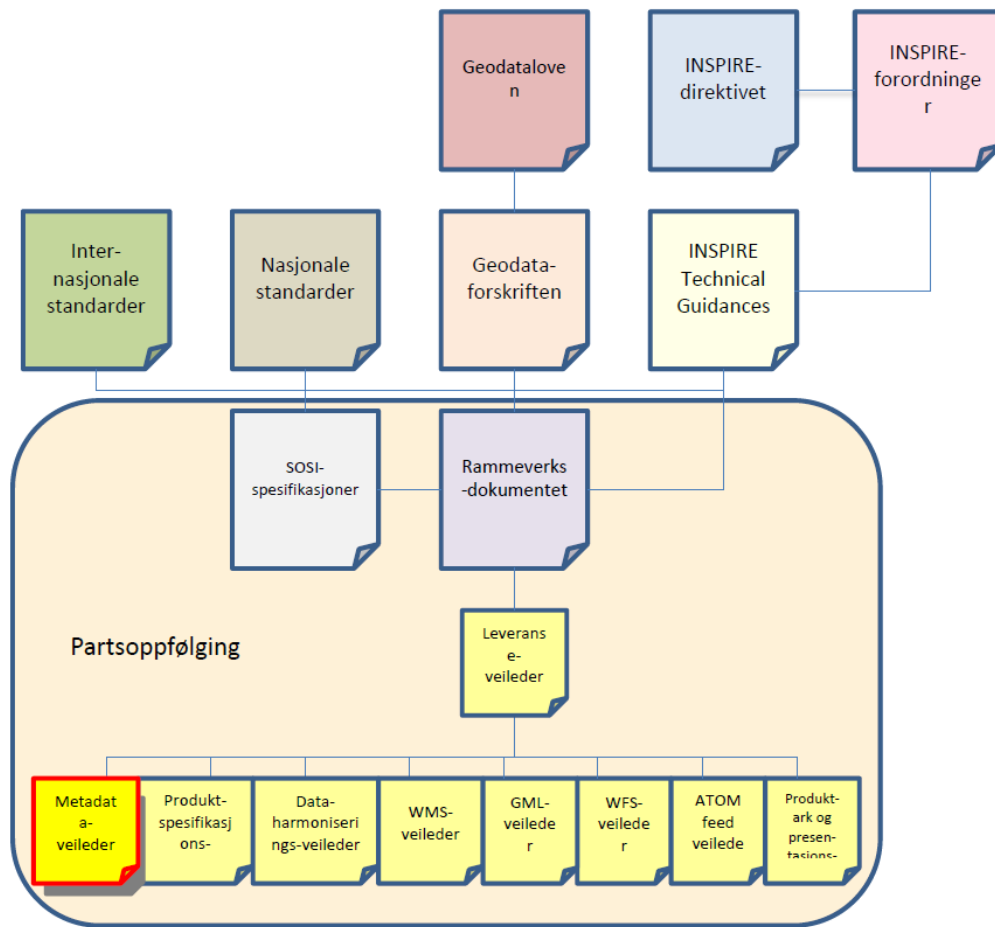 Geodatalove
n
INSPIRE-
direktivet
INSPIRE-
forordninge
r
Inter-
nasjonale
standarder
Nasjonale
standarder
Geodata-
forskriften
INSPIRE
Technical
Guidances
SOSI-
spesifikasjoner
Rammeverks
-dokumentet
Leverans
e-
veileder
Partsoppfølging
Metadat
a-
veileder
Produkt-
spesifikasj
ons-
Data-
harmoniseri
ngs-veileder
WMS-
veileder
GML-
veilede
r
WFS-
veilede
r
ATOM
feed
veilede
Produkt-
ark og
presen-
tasjons-